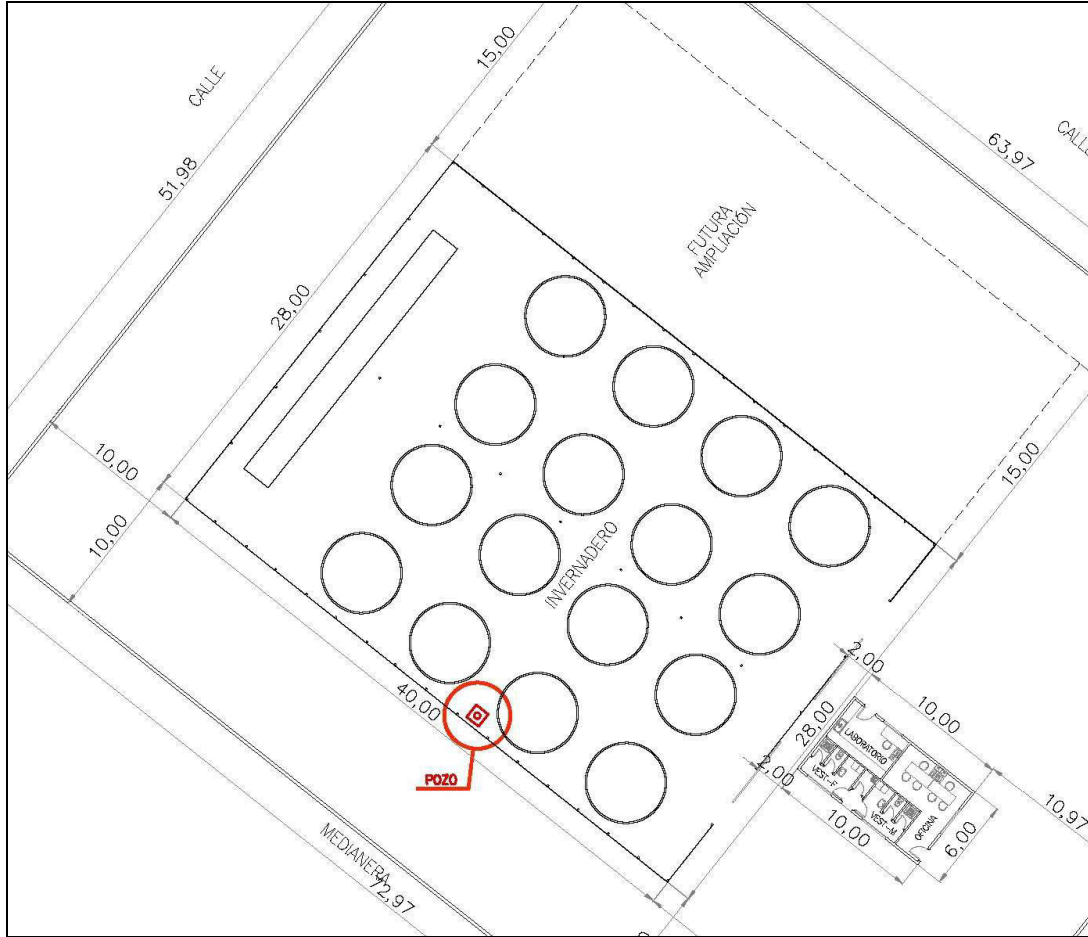 15,00
CALLE
63,97
CALLE
51,98
FUTURA
AMPLIACIÓN
28,00
15,00
10,00
10,00
INVERNADERO
2,00
40,00
10,00
28,00
LABORATORIO
POZO
2,00
VEST-F
VEST-M
OFICINA
10,97
10,00
6,00
MEDIANERA
72,97